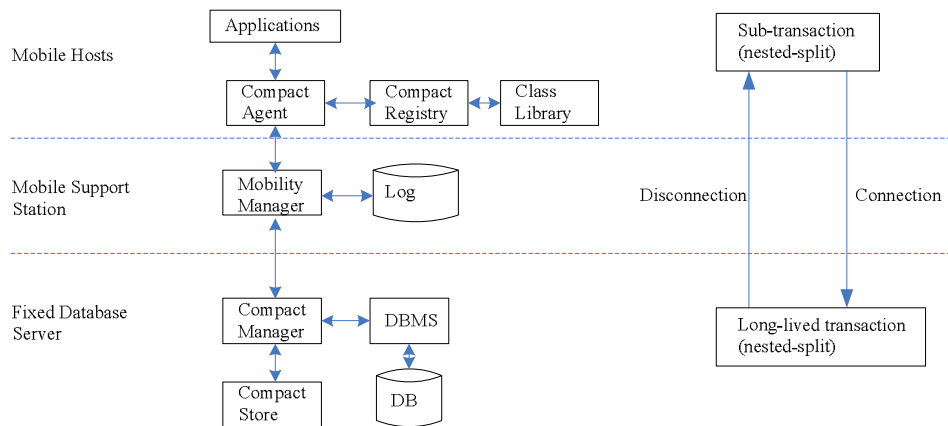 Applications
Sub-transaction
(nested-split)
Mobile Hosts
Compact
Agent
Compact
Registry
Class
Library
Mobile Support
Station
Mobility
Manager
Log
Disconnection
Connection
Fixed Database
Server
Compact
Manager
DBMS
Long-lived transaction
(nested-split)
Compact
Store
DB